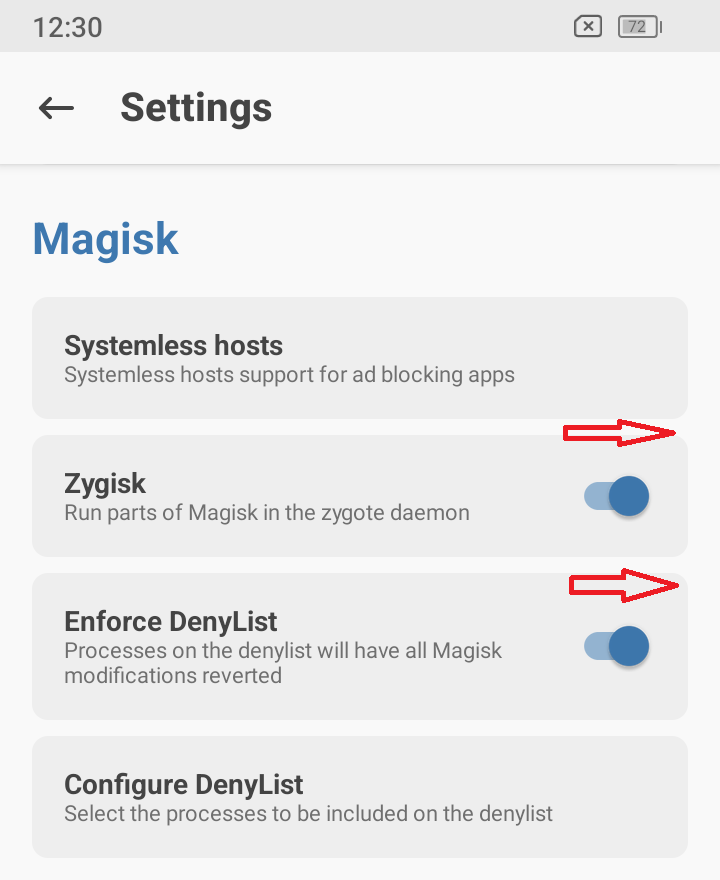 12:30
72
Settings
Magisk
Systemless hosts
Systemless hosts support for ad blocking apps
Zygisk
Run parts of Magisk in the zygote daemon
Enforce DenyList
Processes on the denylist will have all Magisk
modifications reverted
Configure DenyList
Select the processes to be included on the denylist